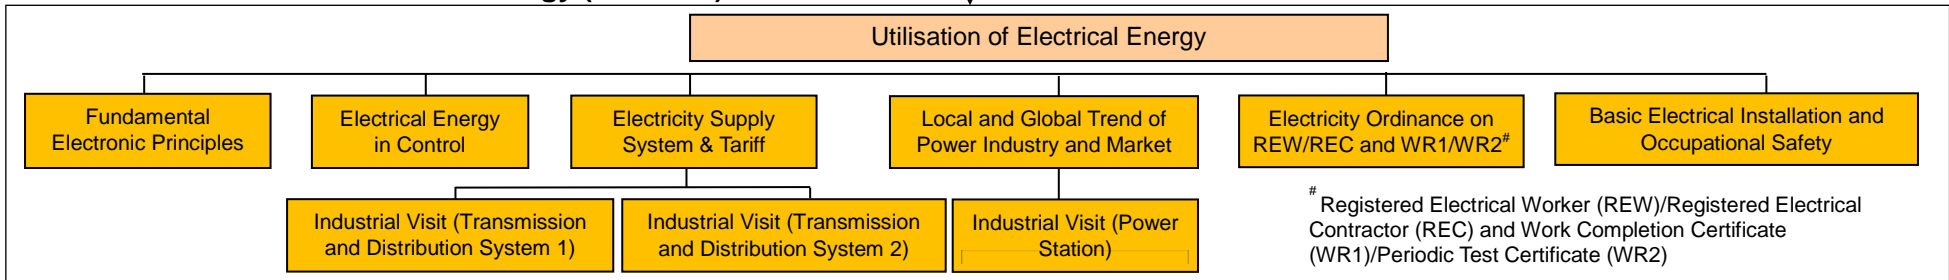 Utilisation of Electrical Energy
Fundamental
Electronic Principles
Electrical Energy
in Control
Electricity Supply
System & Tariff
Local and Global Trend of
Power Industry and Market
Electricity Ordinance on
REW/REC and WR1/WR2#
Basic Electrical Installation and
Occupational Safety
Industrial Visit (Transmission
and Distribution System 1)
Industrial Visit (Transmission
and Distribution System 2)
Industrial Visit (Power
Station)
# Registered Electrical Worker (REW)/Registered Electrical
Contractor (REC) and Work Completion Certificate
(WR1)/Periodic Test Certificate (WR2)